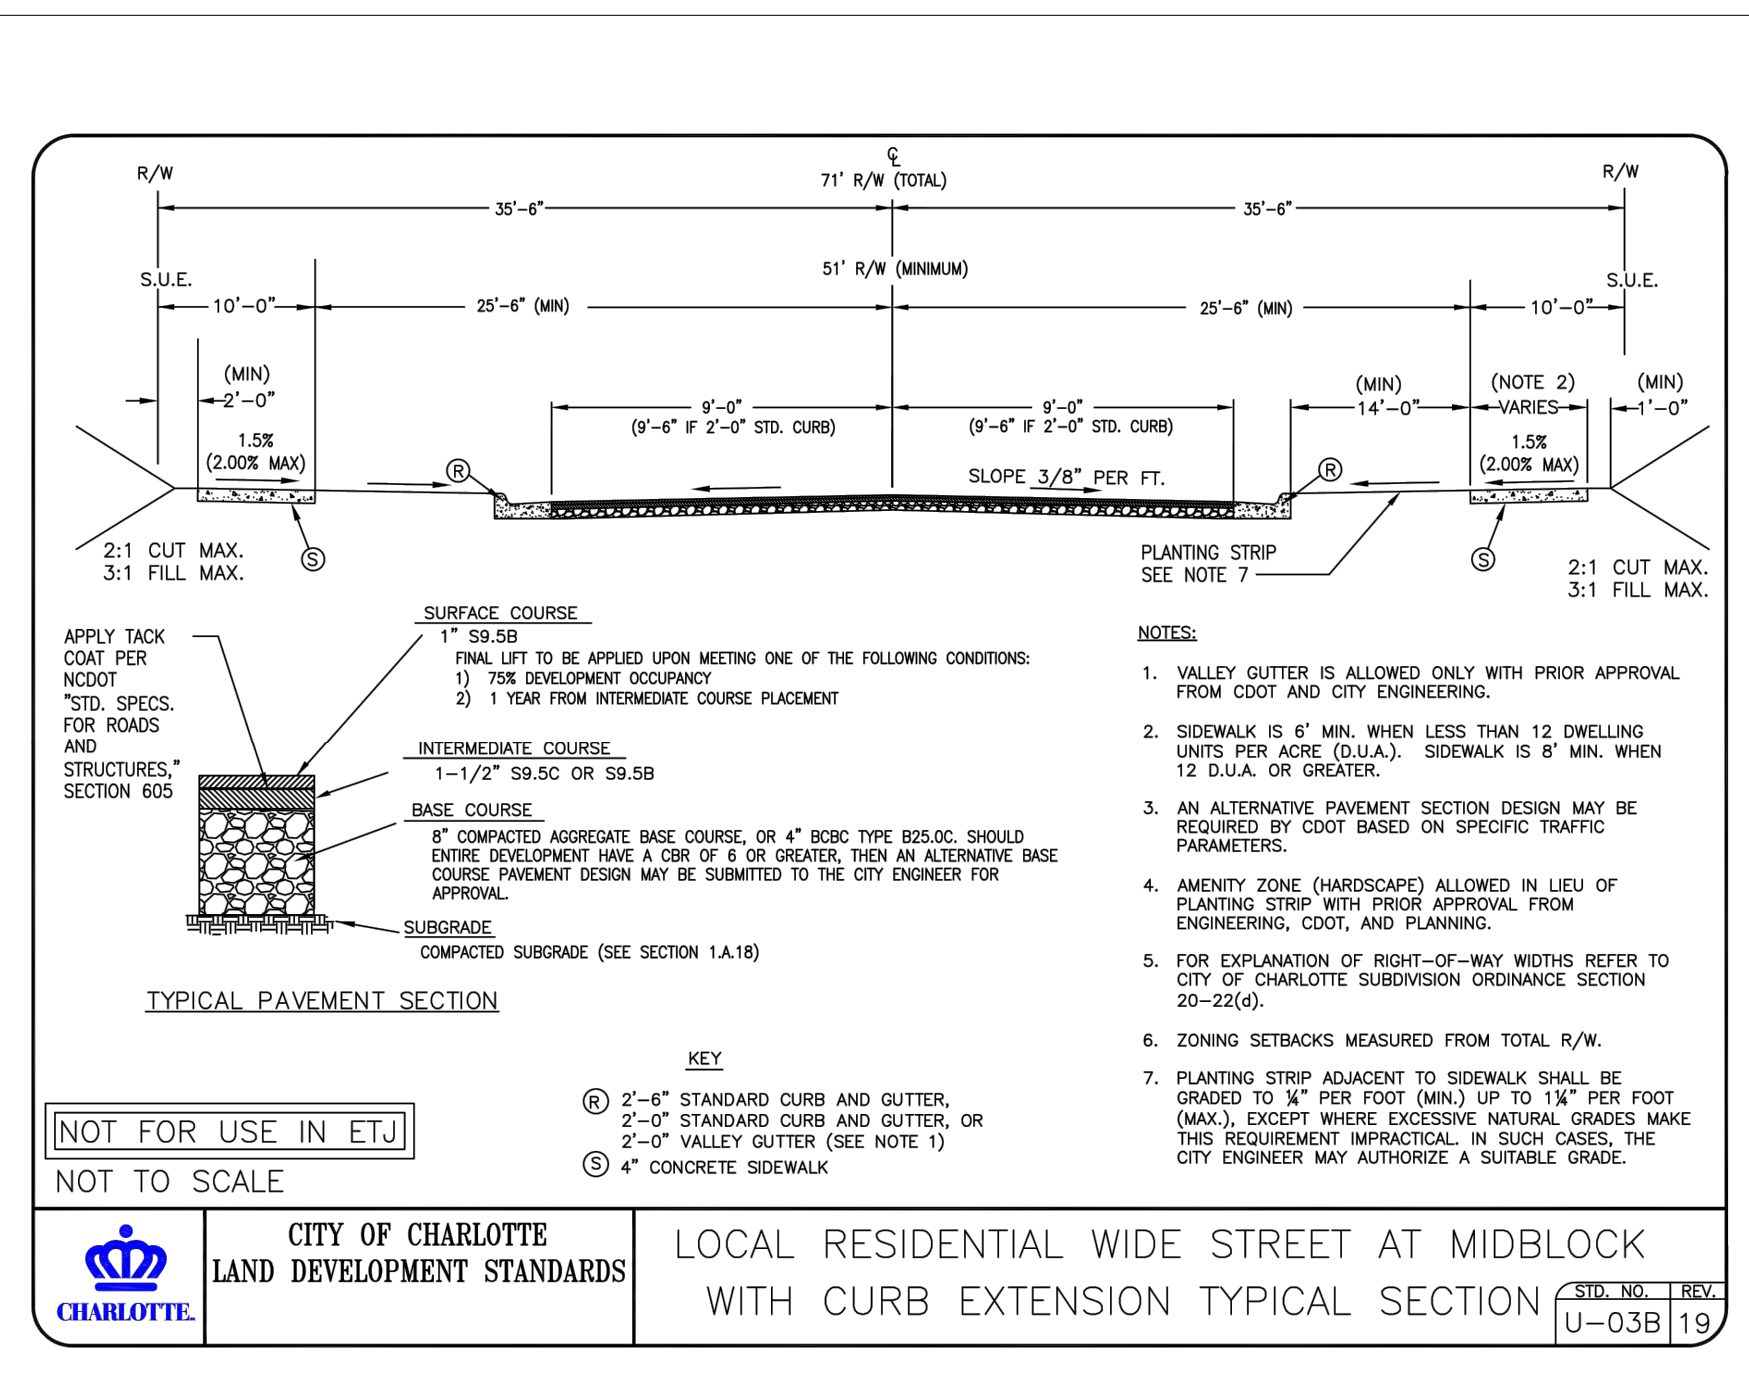 ℄
R/W
71' R/W (TOTAL)
R/W
35'-6"
35'-6"
51' R/W (MINIMUM)
S.U.E.
S.U.E.
10'-0"
25'-6" (MIN)
25'-6" (MIN)
10'-0"
(MIN)
2'-0"
9'-0"
(9'-6" IF 2'-0" STD. CURB)
9'-0"
(9'-6" IF 2'-0" STD. CURB)
(MIN)
14'-0"
(NOTE 2)
VARIES
(MIN)
1'-0"
1.5%
(2.00% MAX)
R
SLOPE 3/8" PER FT.
R
1.5%
(2.00% MAX)
S
S
2:1 CUT MAX.
3:1 FILL MAX.
PLANTING STRIP
SEE NOTE 7
2:1 CUT MAX.
3:1 FILL MAX.
APPLY TACK
COAT PER
NCDOT
"STD. SPECS.
FOR ROADS
AND
STRUCTURES,"
SECTION 605
SURFACE COURSE
1" S9.5B
FINAL LIFT TO BE APPLIED UPON MEETING ONE OF THE FOLLOWING CONDITIONS:
1) 75% DEVELOPMENT OCCUPANCY
2) 1 YEAR FROM INTERMEDIATE COURSE PLACEMENT
INTERMEDIATE COURSE
1-1/2" S9.5C OR S9.5B
BASE COURSE
8" COMPACTED AGGREGATE BASE COURSE, OR 4" BCBC TYPE B25.0C. SHOULD
ENTIRE DEVELOPMENT HAVE A CBR OF 6 OR GREATER, THEN AN ALTERNATIVE BASE
COURSE PAVEMENT DESIGN MAY BE SUBMITTED TO THE CITY ENGINEER FOR
APPROVAL.
SUBGRADE
COMPACTED SUBGRADE (SEE SECTION 1.A.18)
TYPICAL PAVEMENT SECTION
NOTES:
1. VALLEY GUTTER IS ALLOWED ONLY WITH PRIOR APPROVAL
FROM CDOT AND CITY ENGINEERING.
2. SIDEWALK IS 6' MIN. WHEN LESS THAN 12 DWELLING
UNITS PER ACRE (D.U.A.). SIDEWALK IS 8' MIN. WHEN
12 D.U.A. OR GREATER.
3. AN ALTERNATIVE PAVEMENT SECTION DESIGN MAY BE
REQUIRED BY CDOT BASED ON SPECIFIC TRAFFIC
PARAMETERS.
4. AMENITY ZONE (HARDSCAPE) ALLOWED IN LIEU OF
PLANTING STRIP WITH PRIOR APPROVAL FROM
ENGINEERING, CDOT, AND PLANNING.
5. FOR EXPLANATION OF RIGHT-OF-WAY WIDTHS REFER TO
CITY OF CHARLOTTE SUBDIVISION ORDINANCE SECTION
20-22(d).
6. ZONING SETBACKS MEASURED FROM TOTAL R/W.
7. PLANTING STRIP ADJACENT TO SIDEWALK SHALL BE
GRADED TO ¼" PER FOOT (MIN.) UP TO 1¼" PER FOOT
(MAX.), EXCEPT WHERE EXCESSIVE NATURAL GRADES MAKE
THIS REQUIREMENT IMPRACTICAL. IN SUCH CASES, THE
CITY ENGINEER MAY AUTHORIZE A SUITABLE GRADE.
KEY
R 2'-6" STANDARD CURB AND GUTTER,
2'-0" STANDARD CURB AND GUTTER, OR
2'-0" VALLEY GUTTER (SEE NOTE 1)
S 4" CONCRETE SIDEWALK
NOT FOR USE IN ETJ
NOT TO SCALE
CHARLOTTE.
CITY OF CHARLOTTE
LAND DEVELOPMENT STANDARDS
LOCAL RESIDENTIAL WIDE STREET AT MIDBLOCK
WITH CURB EXTENSION TYPICAL SECTION
STD. NO.
REV.
U-03B
19